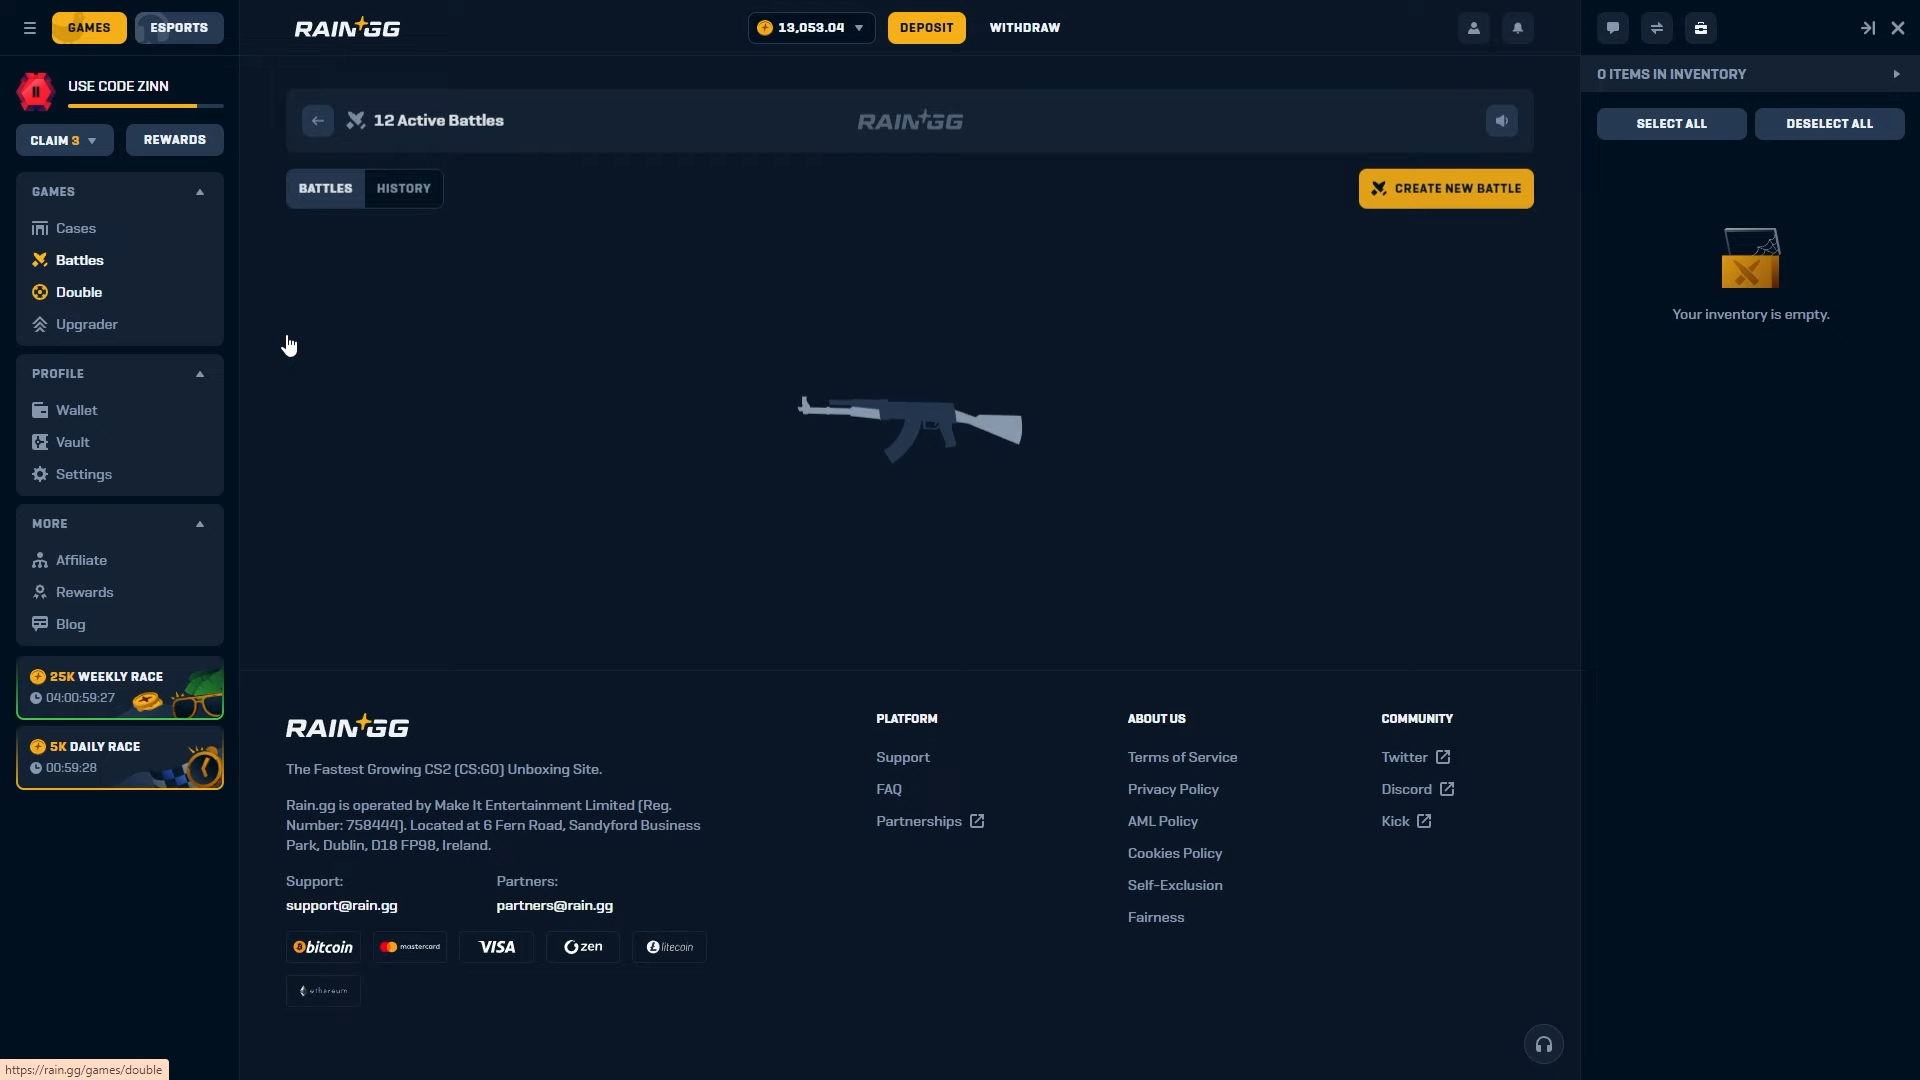 GAMES
ESPORTS
RAIN GG
13,053.04
DEPOSIT
WITHDRAW
USE CODE ZINN
CLAIM 3
REWARDS
GAMES
Cases
Battles
Double
Upgrader
PROFILE
Wallet
Vault
Settings
MORE
Affiliate
Rewards
Blog
25K WEEKLY RACE
04:00:59:27
5K DAILY RACE
00:59:28
12 Active Battles
RAIN GG
BATTLES
HISTORY
CREATE NEW BATTLE
0 ITEMS IN INVENTORY
SELECT ALL
DESELECT ALL
Your inventory is empty.
RAIN GG
The Fastest Growing CS2 (CS:GO) Unboxing Site.
Rain.gg is operated by Make It Entertainment Limited (Reg.
Number: 758444). Located at 6 Fern Road, Sandyford Business
Park, Dublin, D18 FP98, Ireland.
Support:
support@rain.gg
Partners:
partners@rain.gg
bitcoin
mastercard
VISA
zen
litecoin
ethereum
PLATFORM
Support
FAQ
Partnerships
ABOUT US
Terms of Service
Privacy Policy
AML Policy
Cookies Policy
Self-Exclusion
Fairness
COMMUNITY
Twitter
Discord
Kick
https://rain.gg/games/double